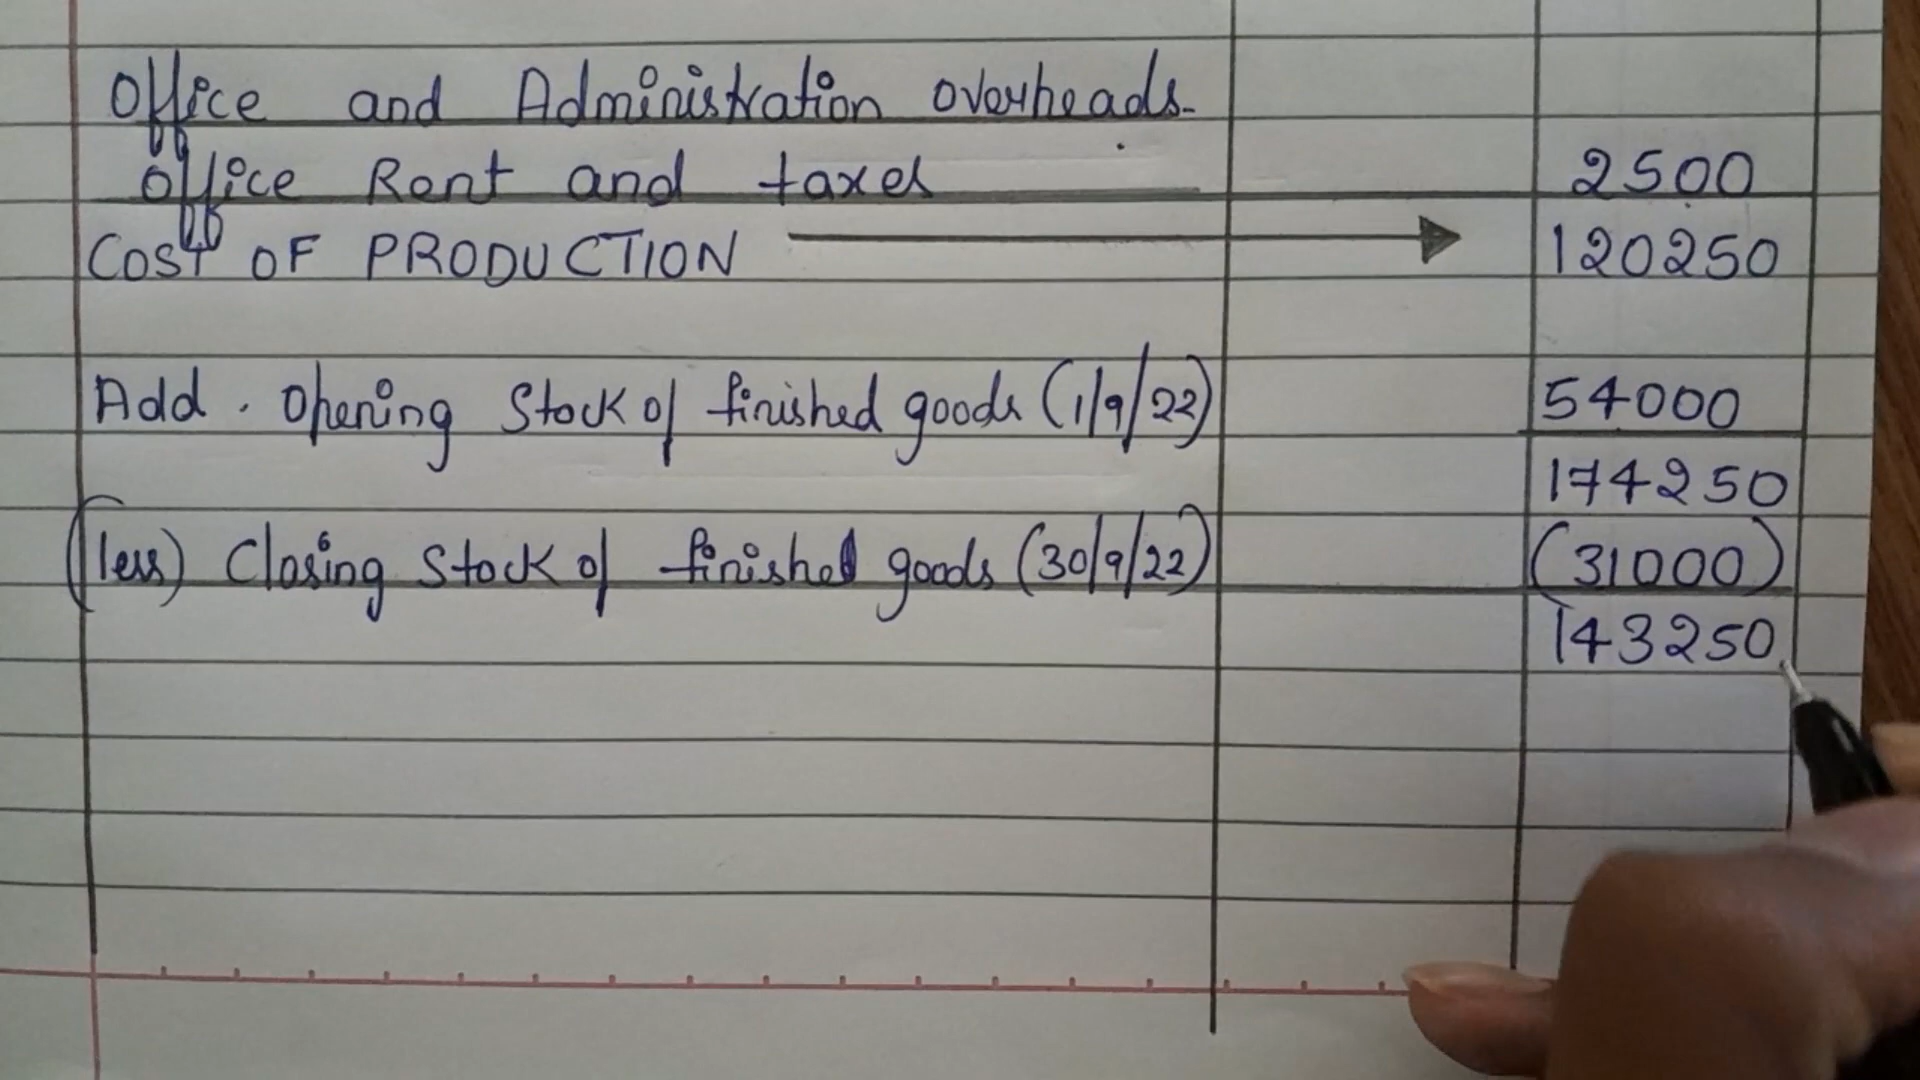 Office and Administration overheads.
Office Rent and taxes 2500
COST OF PRODUCTION 120250
Add. Opening Stock of finished goods (1/9/22) 54000
174250
(less) Closing Stock of finished goods (30/9/22) (31000)
143250